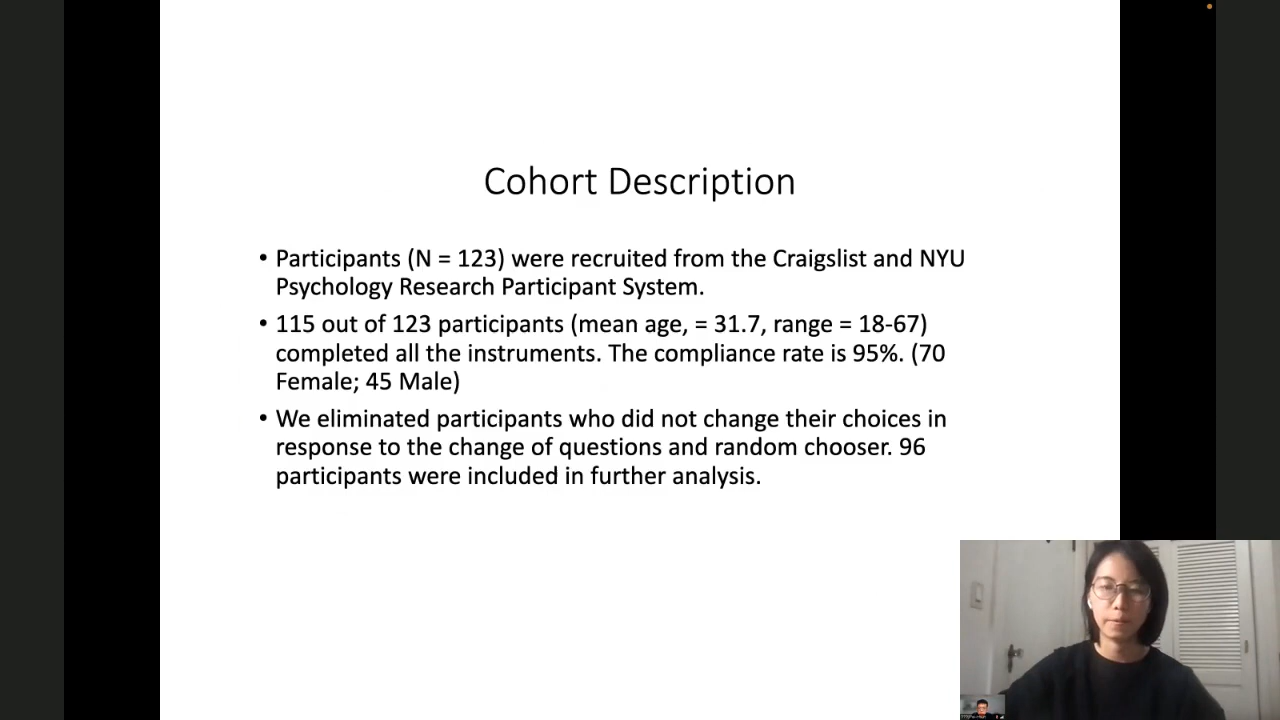 Cohort Description
• Participants (N = 123) were recruited from the Craigslist and NYU
Psychology Research Participant System.
• 115 out of 123 participants (mean age, = 31.7, range = 18-67)
completed all the instruments. The compliance rate is 95%. (70
Female; 45 Male)
• We eliminated participants who did not change their choices in
response to the change of questions and random chooser. 96
participants were included in further analysis.